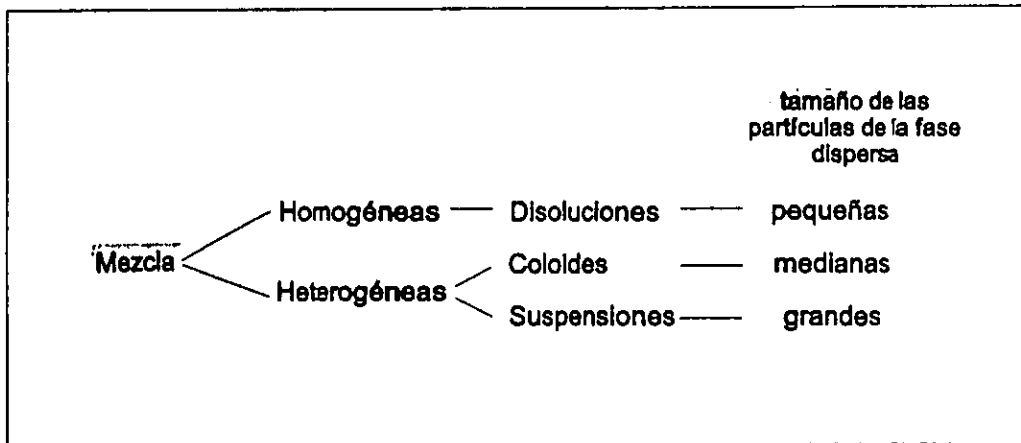 tamaño de las
partículas de la fase
dispersa
Homogéneas Disoluciones pequeñas
Mezcla Coloides medianas
Heterogéneas
Suspensiones grandes